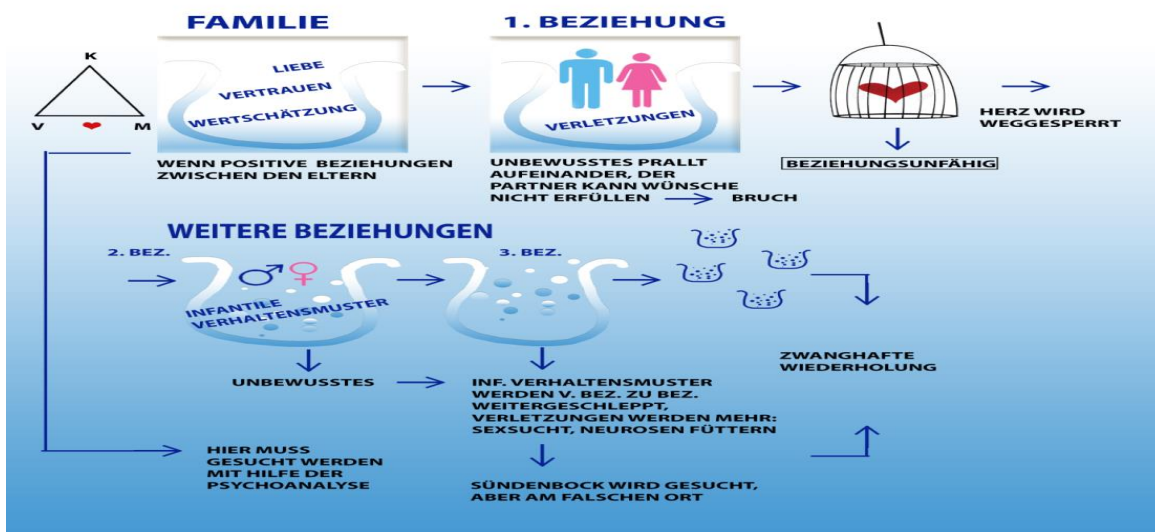 FAMILIE
1. BEZIEHUNG
K
V
M
LIEBE
VERTRAUEN
WERTSCHÄTZUNG
VERLETZUNGEN
WENN POSITIVE BEZIEHUNGEN
ZWISCHEN DEN ELTERN
UNBEWUSSTES PRALLT
AUFEINANDER, DER
PARTNER KANN WÜNSCHE
NICHT ERFÜLLEN
BRUCH
BEZIEHUNGSUNFÄHIG
HERZ WIRD
WEGGESPERRT
WEITERE BEZIEHUNGEN
2. BEZ.
INFANTILE
VERHALTENSMUSTER
3. BEZ.
UNBEWUSSTES
INF. VERHALTENSMUSTER
WERDEN V. BEZ. ZU BEZ.
WEITERGESCHLEPPT,
VERLETZUNGEN WERDEN MEHR:
SEXSUCHT, NEUROSEN FÜTTERN
ZWANGHAFTE
WIEDERHOLUNG
HIER MUSS
GESUCHT WERDEN
MIT HILFE DER
PSYCHOANALYSE
SÜNDENBOCK WIRD GESUCHT,
ABER AM FALSCHEN ORT